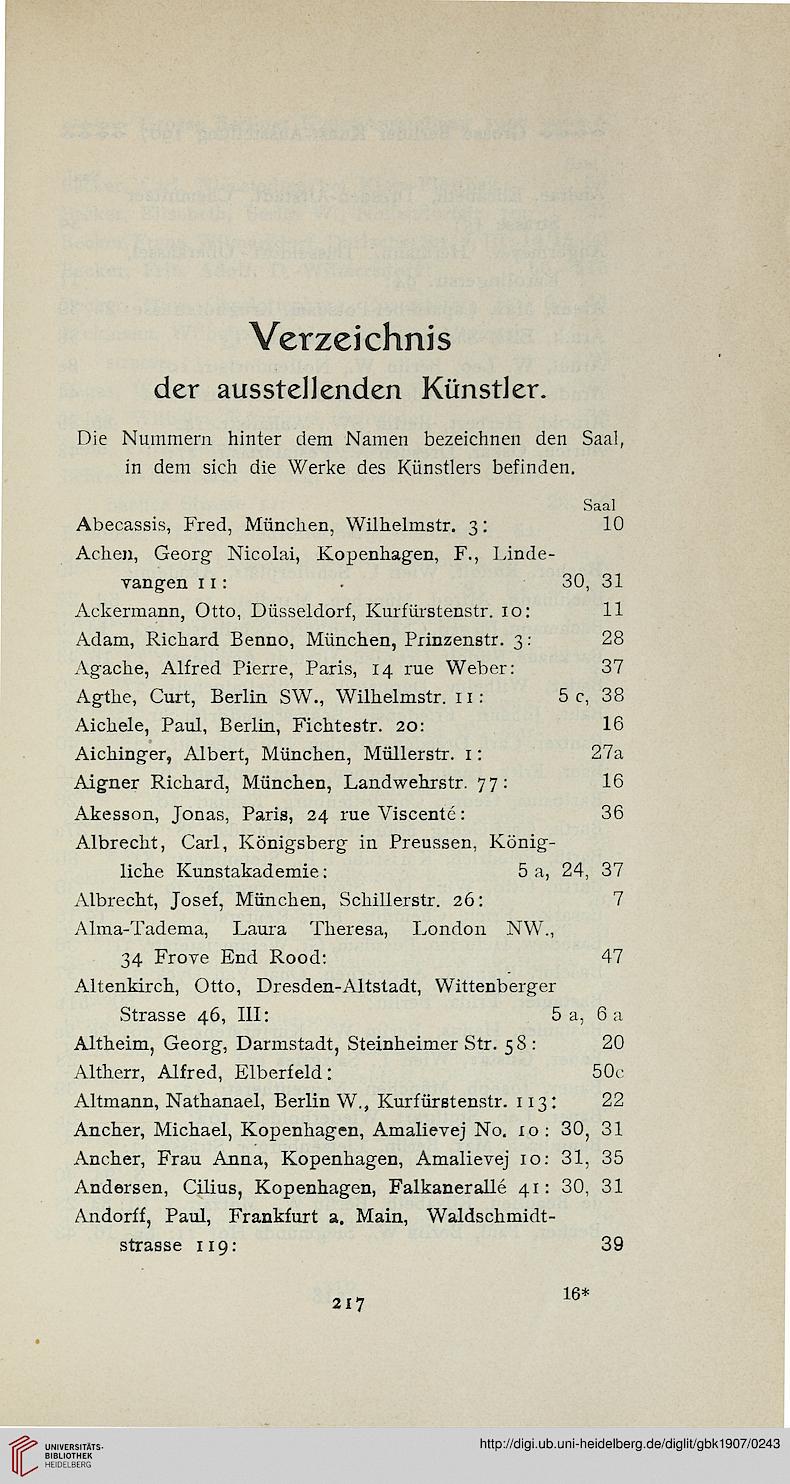 Verzeichnis
der ausstellenden Künstler.
Die Nummern hinter dem Namen bezeichnen den Saal,
in dem sich die Werke des Künstlers befinden.
Saal
Abecassis, Fred, München, Wilhelmstr. 3: 10
Achen, Georg Nicolai, Kopenhagen, F., Linde-
vangen 11: 30, 31
Ackermann, Otto, Düsseldorf, Kurfürstenstr. 10: 11
Adam, Richard Benno, München, Prinzenstr. 3: 28
Agache, Alfred Pierre, Paris, 14 rue Weber: 37
Agthe, Curt, Berlin SW., Wilhelmstr. 11: 5 c, 38
Aichele, Paul, Berlin, Fichtestr. 20: 16
Aichinger, Albert, München, Müllerstr. 1: 27a
Aigner Richard, München, Landwehrstr. 77: 16
Akesson, Jonas, Paris, 24 rue Viscenté: 36
Albrecht, Carl, Königsberg in Preussen, König-
liche Kunstakademie: 5 a, 24, 37
Albrecht, Josef, München, Schillerstr. 26: 7
Alma-Tadema, Laura Theresa, London NW.,
34 Frove End Rood: 47
Altenkirch, Otto, Dresden-Altstadt, Wittenberger
Strasse 46, III: 5 a, 6 a
Altheim, Georg, Darmstadt, Steinheimer Str. 58: 20
Altherr, Alfred, Elberfeld: 50c
Altmann, Nathanael, Berlin W., Kurfürstenstr. 113: 22
Ancher, Michael, Kopenhagen, Amalievej No. 10: 30, 31
Ancher, Frau Anna, Kopenhagen, Amalievej 10: 31, 35
Andersen, Cilius, Kopenhagen, Falkanerallé 41: 30, 31
Andorff, Paul, Frankfurt a. Main, Waldschmidt-
strasse 119: 39
217
16*
UNIVERSITÄTS-
BIBLIOTHEK
HEIDELBERG
http://digi.ub.uni-heidelberg.de/diglit/gbk1907/0243